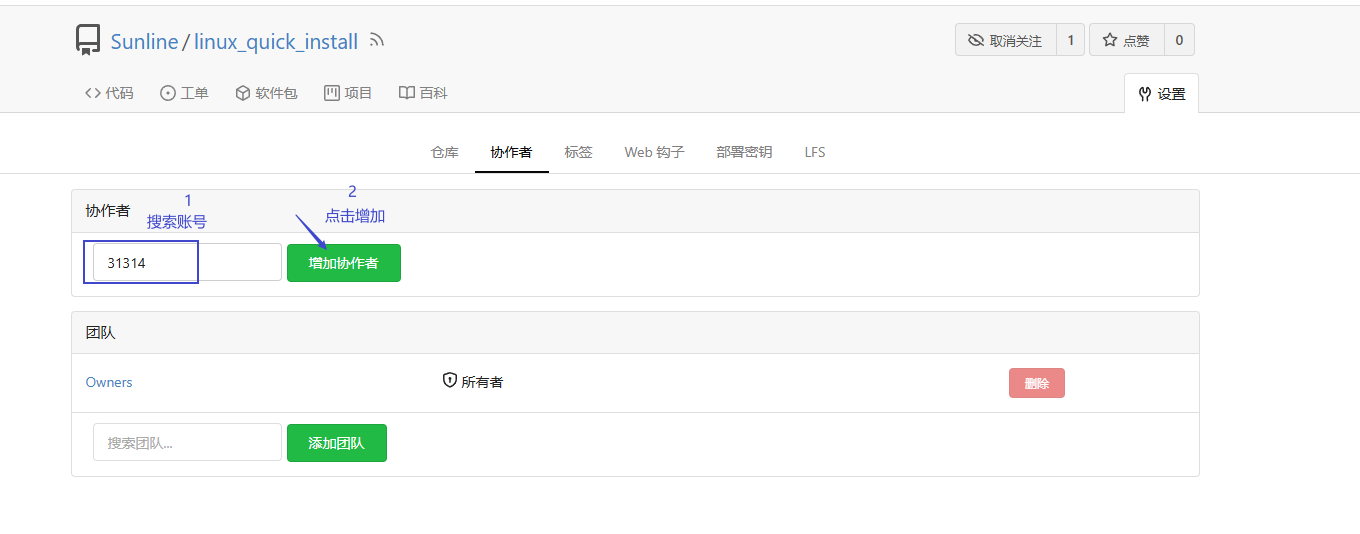 Sunline/linux_quick_install
取消关注 1 点赞 0
代码 工单 软件包 项目 百科 设置
仓库 协作者 标签 Web 钩子 部署密钥 LFS
协作者
1
搜索账号
2
点击增加
31314 增加协作者
团队
Owners 所有者 删除
搜索团队... 添加团队